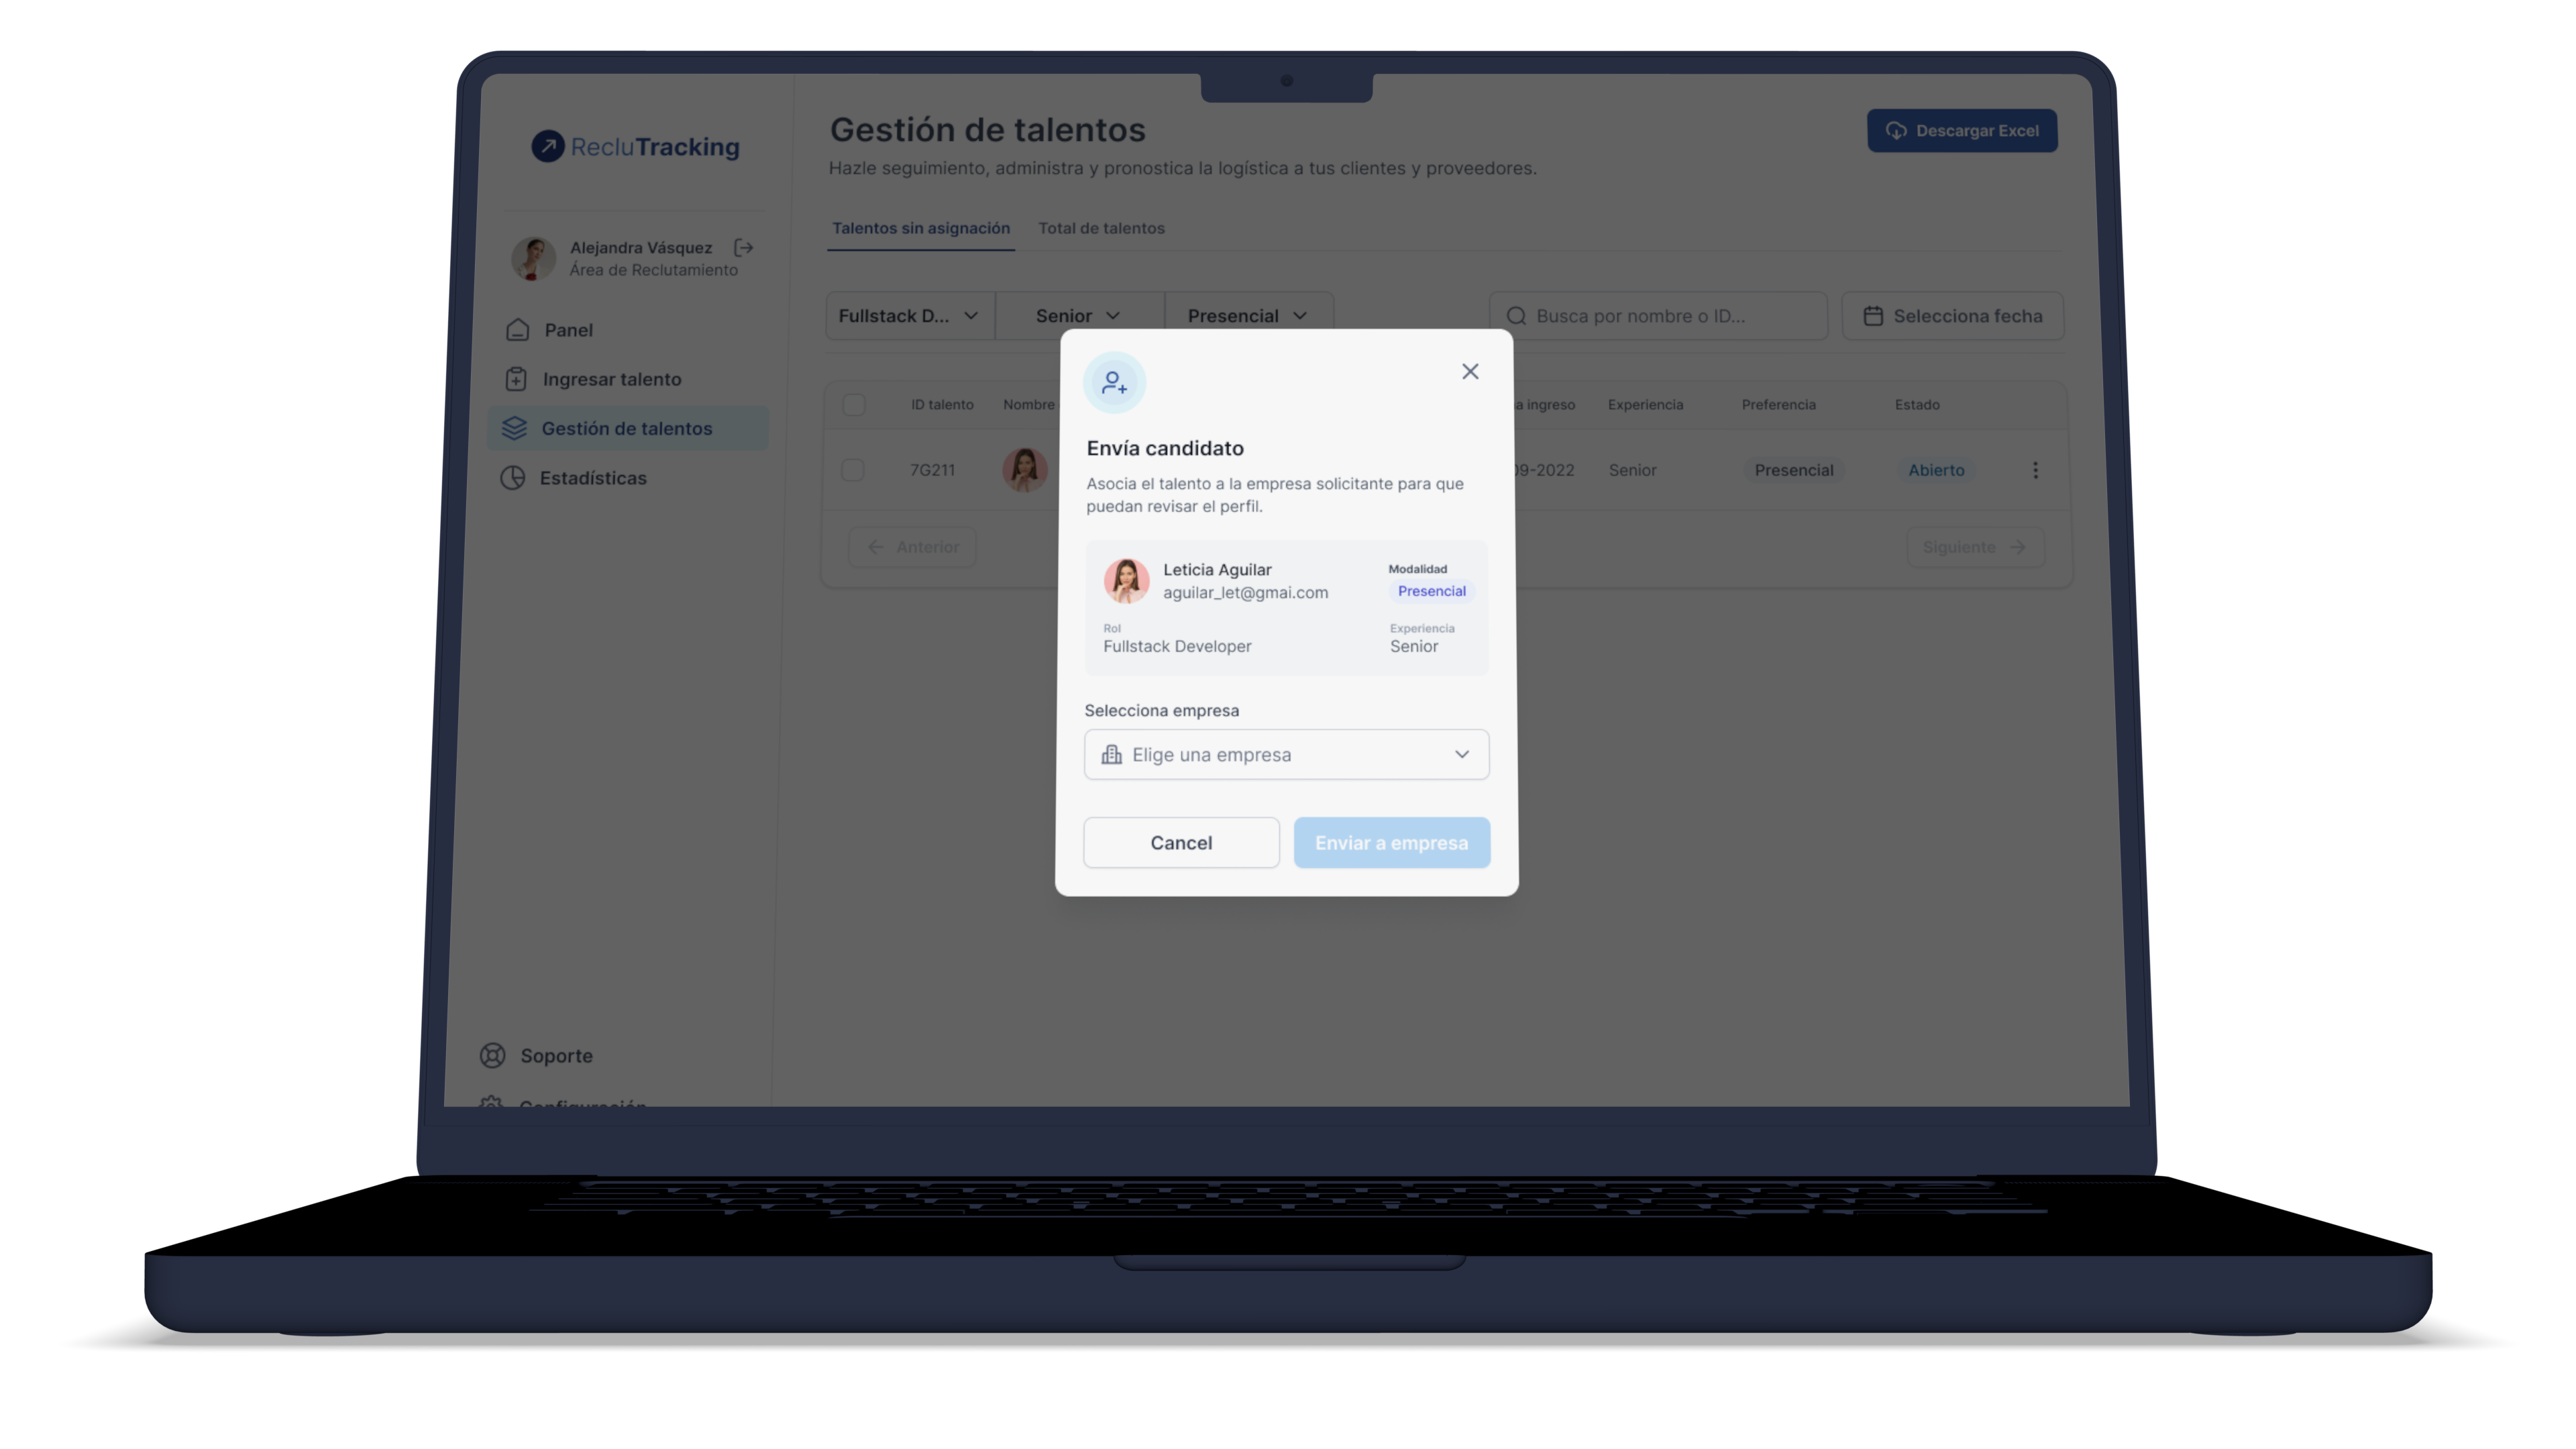 RecluTracking
Alejandra Vásquez
Área de Reclutamiento
Panel
Ingresar talento
Gestión de talentos
Estadísticas
Soporte
Configuración
Gestión de talentos
Descargar Excel
Hazle seguimiento, administra y pronostica la logística a tus clientes y proveedores.
Talentos sin asignación
Total de talentos
Fullstack D...
Senior
Presencial
Busca por nombre o ID...
Selecciona fecha
ID talento
Nombre
a ingreso
Experiencia
Preferencia
Estado
7G211
09-2022
Senior
Presencial
Abierto
Anterior
Siguiente
Envía candidato
Asocia el talento a la empresa solicitante para que
puedan revisar el perfil.
Leticia Aguilar
aguilar_let@gmai.com
Modalidad
Presencial
Rol
Fullstack Developer
Experiencia
Senior
Selecciona empresa
Elige una empresa
Cancel
Enviar a empresa